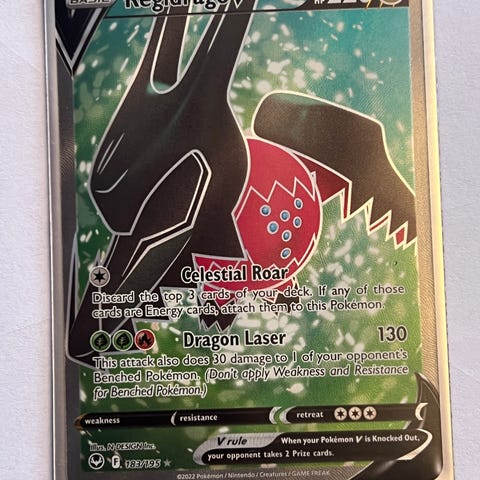 BASIC Regidrago V HP 220
Celestial Roar
Discard the top 3 cards of your deck. If any of those
cards are Energy cards, attach them to this Pokémon.
Dragon Laser 130
This attack also does 30 damage to 1 of your opponent's
Benched Pokémon. (Don't apply Weakness and Resistance
for Benched Pokémon.)
weakness resistance retreat
V rule When your Pokémon V is Knocked Out,
your opponent takes 2 Prize cards.
Illus. N-DESIGN Inc.
F 183/195
©2022 Pokémon / Nintendo / Creatures / GAME FREAK